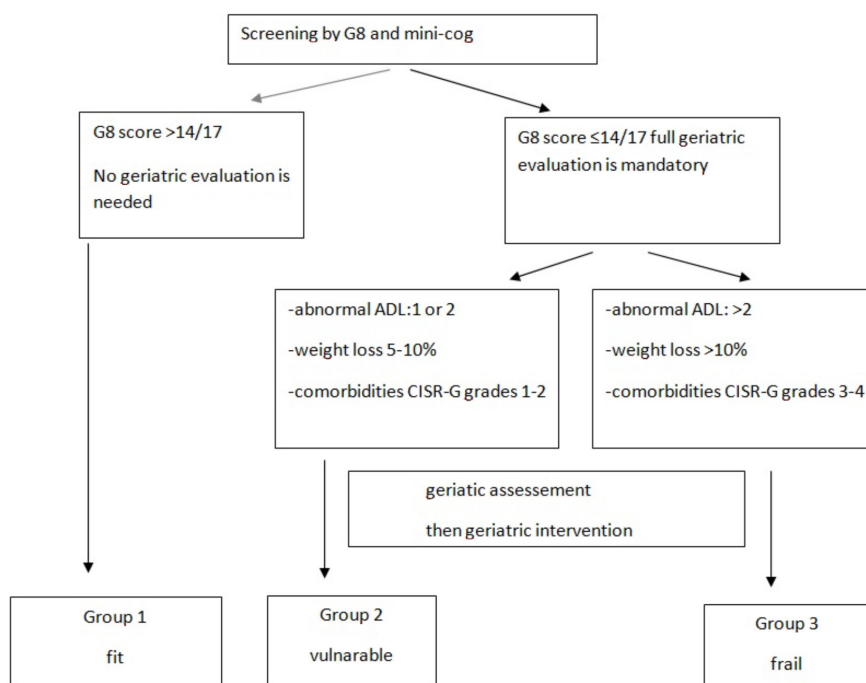 Screening by G8 and mini-cog
G8 score >14/17
No geriatric evaluation is
needed
G8 score ≤14/17 full geriatric
evaluation is mandatory
-abnormal ADL:1 or 2
-weight loss 5-10%
-comorbidities CISR-G grades 1-2
-abnormal ADL: >2
-weight loss >10%
-comorbidities CISR-G grades 3-4
geriatic assessement
then geriatric intervention
Group 1
fit
Group 2
vulnarable
Group 3
frail